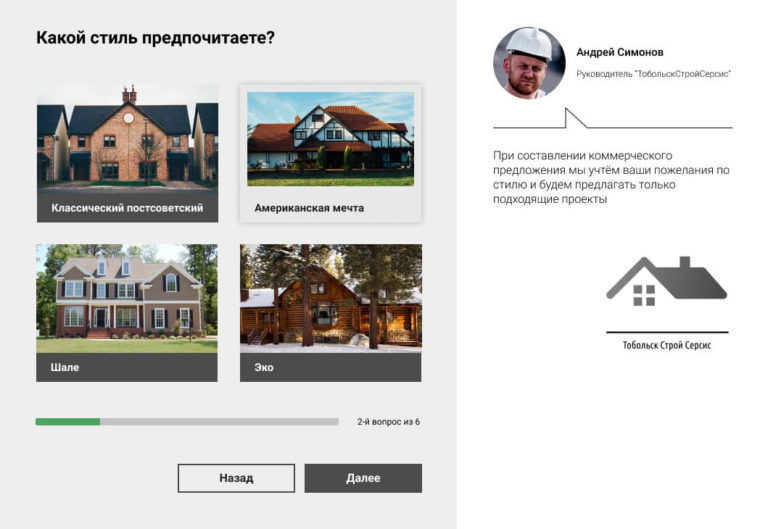 Какой стиль предпочитаете?
Классический постсоветский
Американская мечта
Шале
Эко
2-й вопрос из 6
Назад
Далее
Андрей Симонов
Руководитель "ТобольскСтройСерсис"
При составлении коммерческого
предложения мы учтём ваши пожелания по
стилю и будем предлагать только
подходящие проекты
Тобольск Строй Серсис